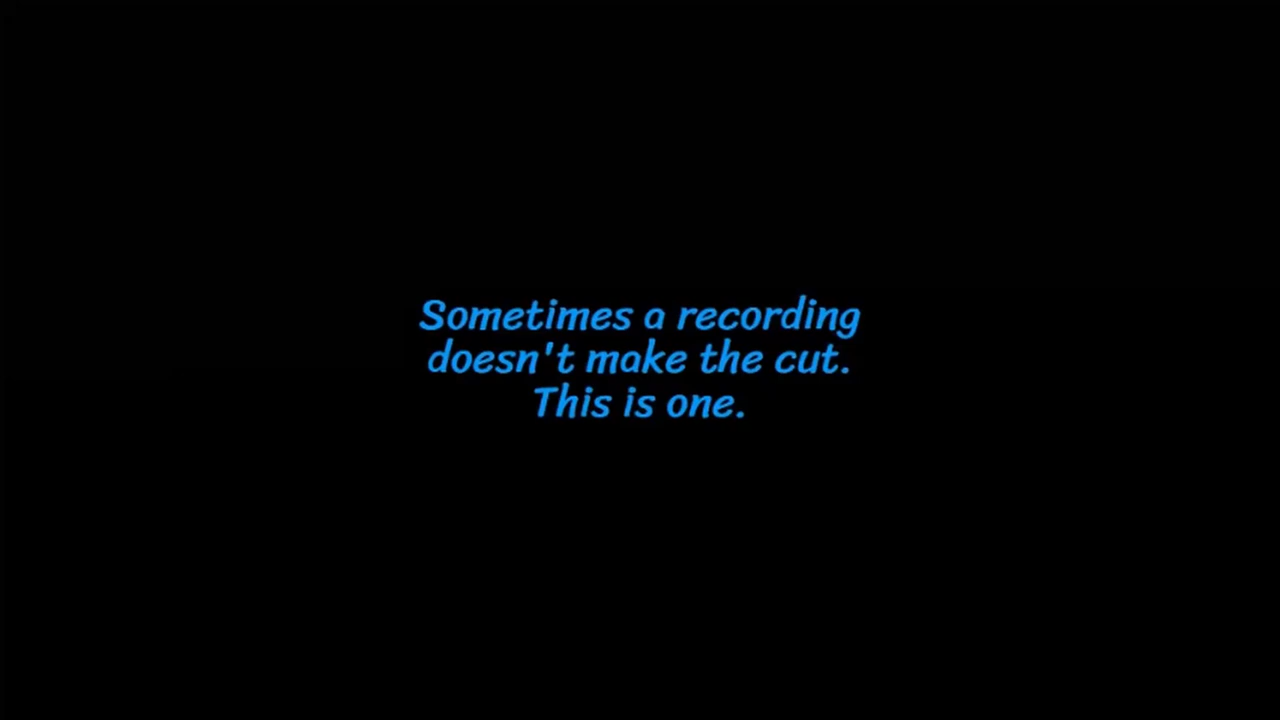 Sometimes a recording
doesn't make the cut.
This is one.